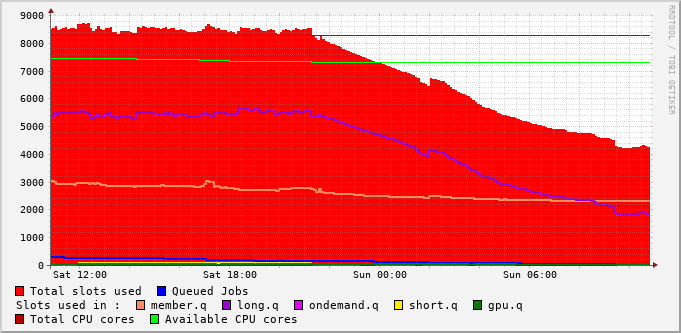 9000
8000
7000
6000
5000
4000
3000
2000
1000
0
Sat 12:00 Sat 18:00 Sun 00:00 Sun 06:00
Total slots used Queued Jobs
Slots used in : member.q long.q ondemand.q short.q gpu.q
Total CPU cores Available CPU cores
RRDTOOL / TOBI OETIKER